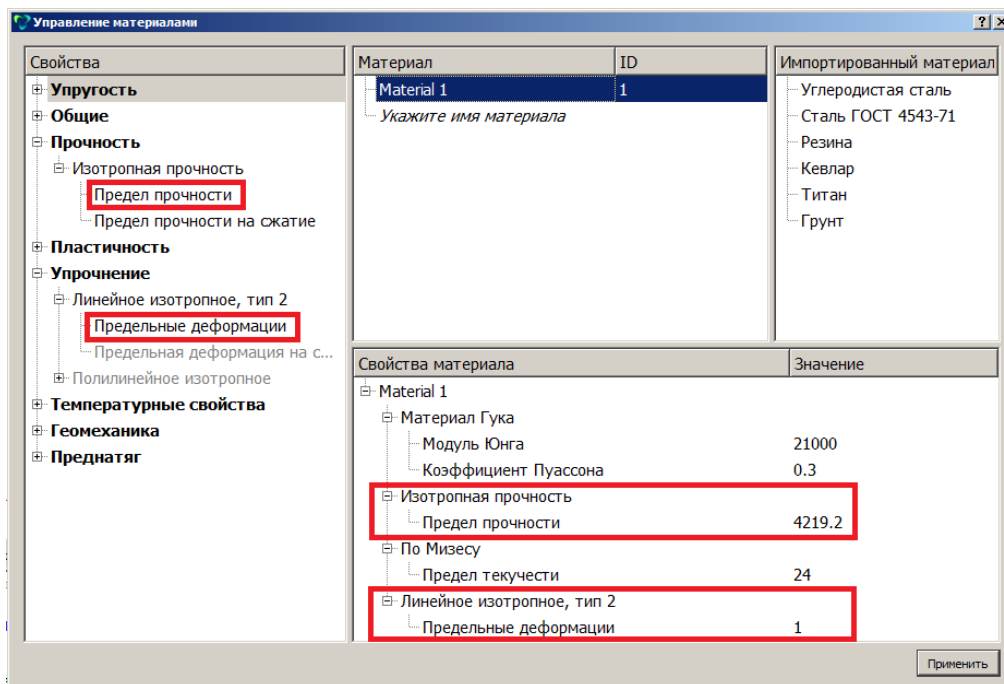 Управление материалами
Свойства
Упругость
Общие
Прочность
Изотропная прочность
Предел прочности
Предел прочности на сжатие
Пластичность
Упрочнение
Линейное изотропное, тип 2
Предельные деформации
Предельная деформация на с...
Полилинейное изотропное
Температурные свойства
Геомеханика
Преднатяг
Материал ID
Material 1 1
Укажите имя материала
Импортированный материал
Углеродистая сталь
Сталь ГОСТ 4543-71
Резина
Кевлар
Титан
Грунт
Свойства материала Значение
Material 1
Материал Гука
Модуль Юнга 21000
Коэффициент Пуассона 0.3
Изотропная прочность
Предел прочности 4219.2
По Мизесу
Предел текучести 24
Линейное изотропное, тип 2
Предельные деформации 1
Применить